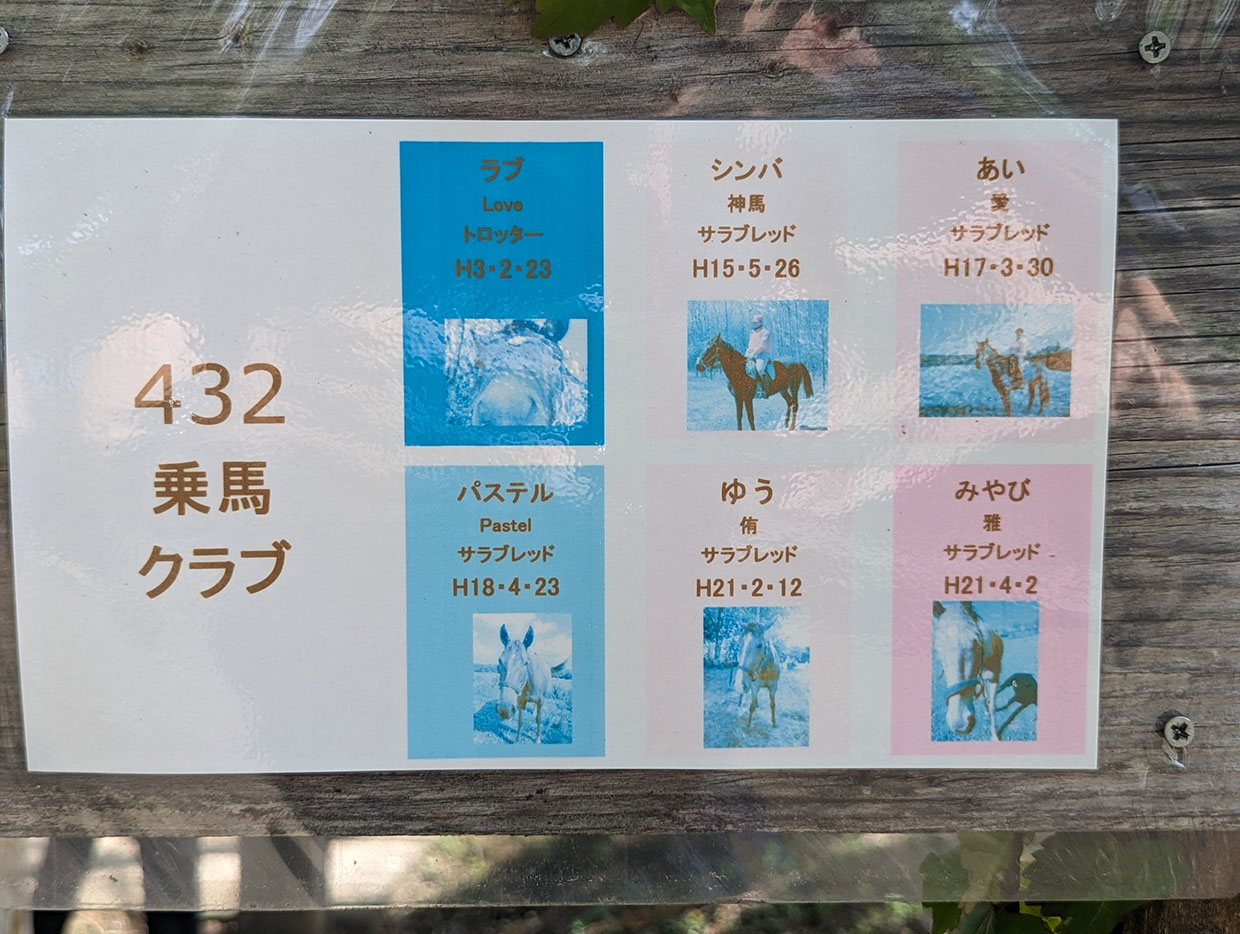 432
乗馬
クラブ
ラブ
Love
トロッター
H3・2・23
シンバ
神馬
サラブレッド
H15・5・26
あい
愛
サラブレッド
H17・3・30
パステル
Pastel
サラブレッド
H18・4・23
ゆう
侑
サラブレッド
H21・2・12
みやび
雅
サラブレッド
H21・4・2